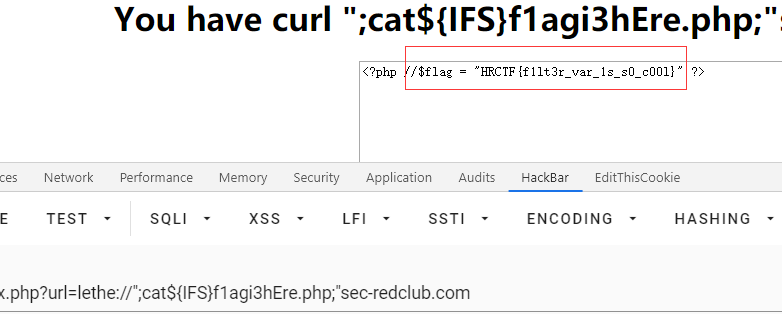 You have curl ";cat${IFS}f1agi3hEre.php;"s
<?php //$flag = "HRCTF{f1lt3r_var_1s_s0_c00l}" ?>
ces Network Performance Memory Security Application Audits HackBar EditThisCookie
E TEST SQLI XSS LFI SSTI ENCODING HASHING
x.php?url=lethe://";cat${IFS}f1agi3hEre.php;"sec-redclub.com